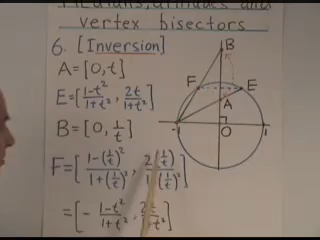 Medians, altitudes and
vertex bisectors
6. [Inversion]
A = [0, t]
E = [1-t²/1+t², 2t/1+t²]
B = [0, 1/t]
F = [1-(1/t)²/1+(1/t)², 2(1/t)/1+(1/t)²]
= [-1-t²/1+t², 2t/1+t²]
B
F
E
A
-1
O
1